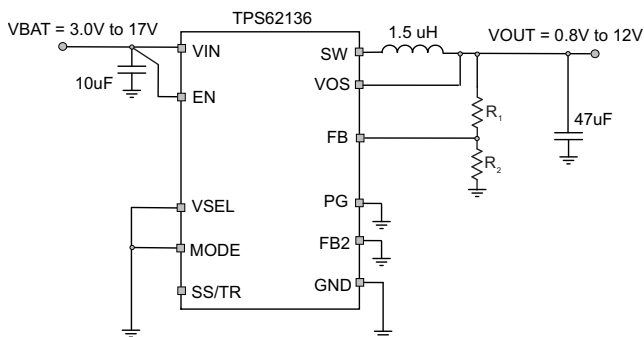 TPS62136
VBAT = 3.0V to 17V
VIN
SW
1.5 uH
VOUT = 0.8V to 12V
10uF
EN
VOS
R1
FB
47uF
R2
VSEL
PG
MODE
FB2
SS/TR
GND